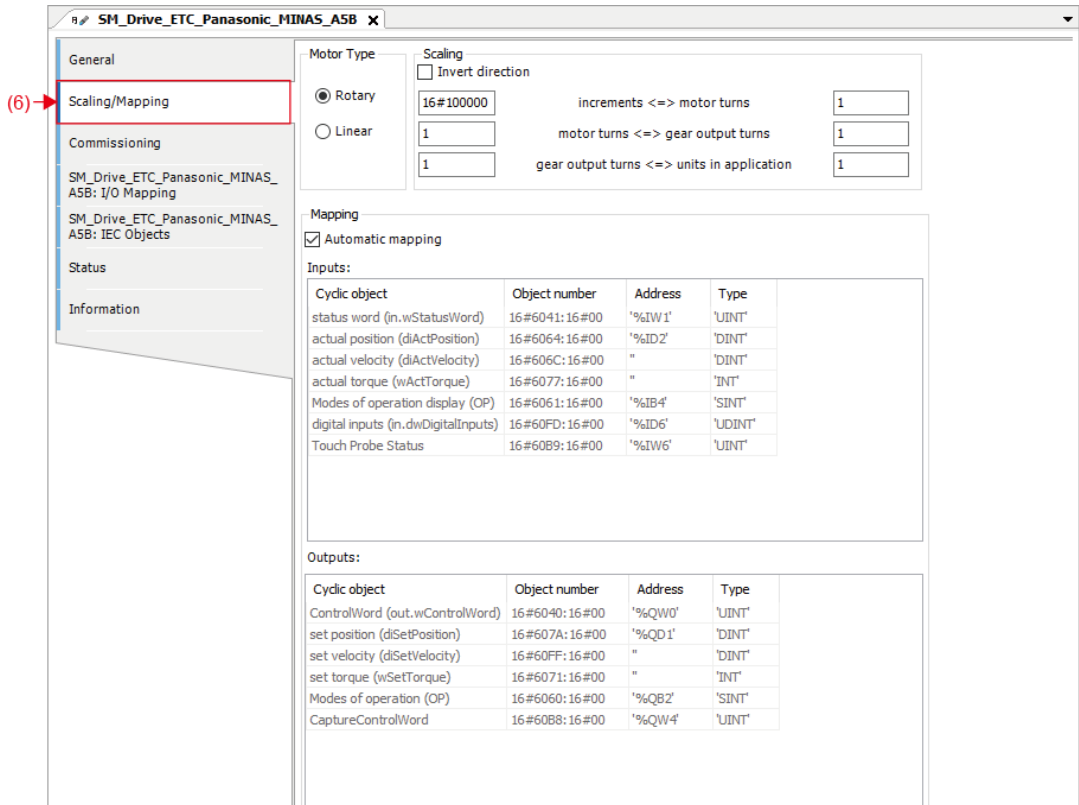 SM_Drive_ETC_Panasonic_MINAS_A5B X
(6)
General
Scaling/Mapping
Commissioning
SM_Drive_ETC_Panasonic_MINAS_
A5B: I/O Mapping
SM_Drive_ETC_Panasonic_MINAS_
A5B: IEC Objects
Status
Information
Motor Type
Rotary
Linear
Scaling
Invert direction
16#100000 increments <=> motor turns 1
1 motor turns <=> gear output turns 1
1 gear output turns <=> units in application 1
Mapping
Automatic mapping
Inputs:
Cyclic object Object number Address Type
status word (in.wStatusWord) 16#6041:16#00 '%IW1' 'UINT'
actual position (diActPosition) 16#6064:16#00 '%ID2' 'DINT'
actual velocity (diActVelocity) 16#606C:16#00 '' 'DINT'
actual torque (wActTorque) 16#6077:16#00 '' 'INT'
Modes of operation display (OP) 16#6061:16#00 '%IB4' 'SINT'
digital inputs (in.dwDigitalInputs) 16#60FD:16#00 '%ID6' 'UDINT'
Touch Probe Status 16#60B9:16#00 '%IW6' 'UINT'
Outputs:
Cyclic object Object number Address Type
ControlWord (out.wControlWord) 16#6040:16#00 '%QW0' 'UINT'
set position (diSetPosition) 16#607A:16#00 '%QD1' 'DINT'
set velocity (diSetVelocity) 16#60FF:16#00 '' 'DINT'
set torque (wSetTorque) 16#6071:16#00 '' 'INT'
Modes of operation (OP) 16#6060:16#00 '%QB2' 'SINT'
CaptureControlWord 16#60B8:16#00 '%QW4' 'UINT'